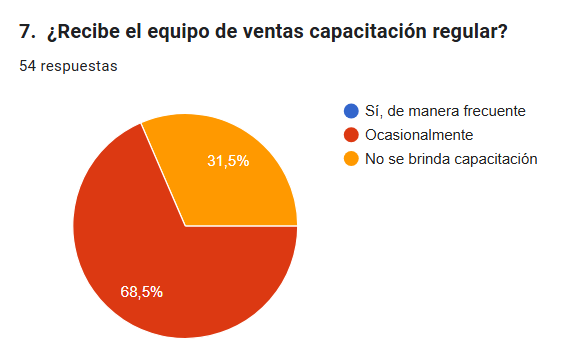 7. ¿Recibe el equipo de ventas capacitación regular?
54 respuestas
Sí, de manera frecuente
Ocasionalmente
No se brinda capacitación
31,5%
68,5%